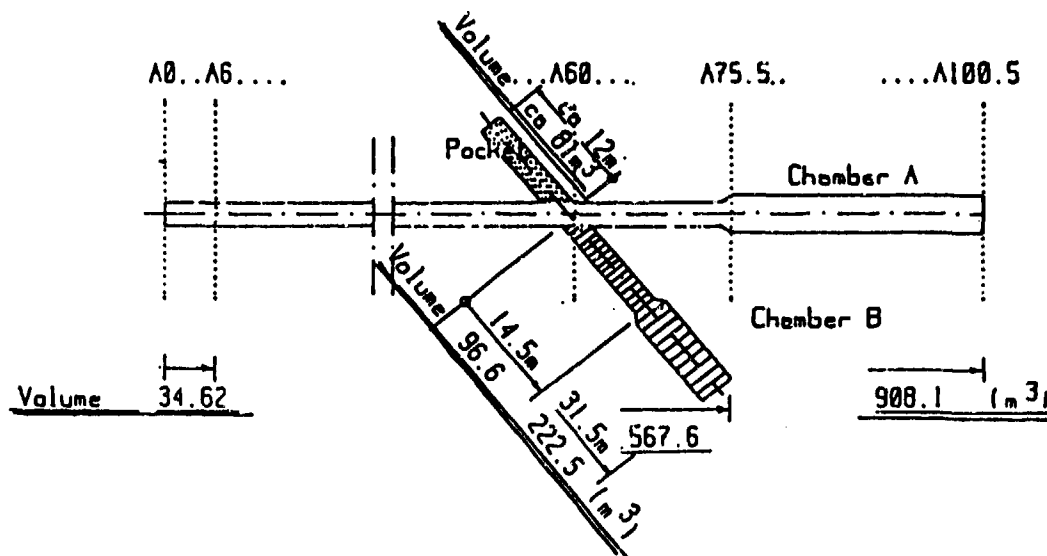 A0..A6....
...A60....
A75.5..
....A100.5
Volume
ca 12m
ca 81m3
Pock
Chamber A
Volume
14.5m
96.6
31.5m
222.5 (m3)
Chamber B
Volume 34.62
567.6
908.1 (m3)